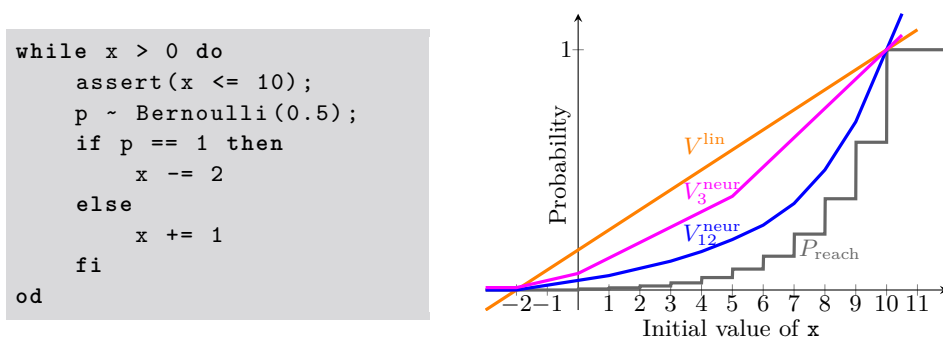 while x > 0 do
    assert(x <= 10);
    p ~ Bernoulli(0.5);
    if p == 1 then
        x -= 2
    else
        x += 1
    fi
od
1
Probability
V^lin
V_3^neur
V_12^neur
P_reach
−2 −1 1 2 3 4 5 6 7 8 9 10 11
Initial value of x